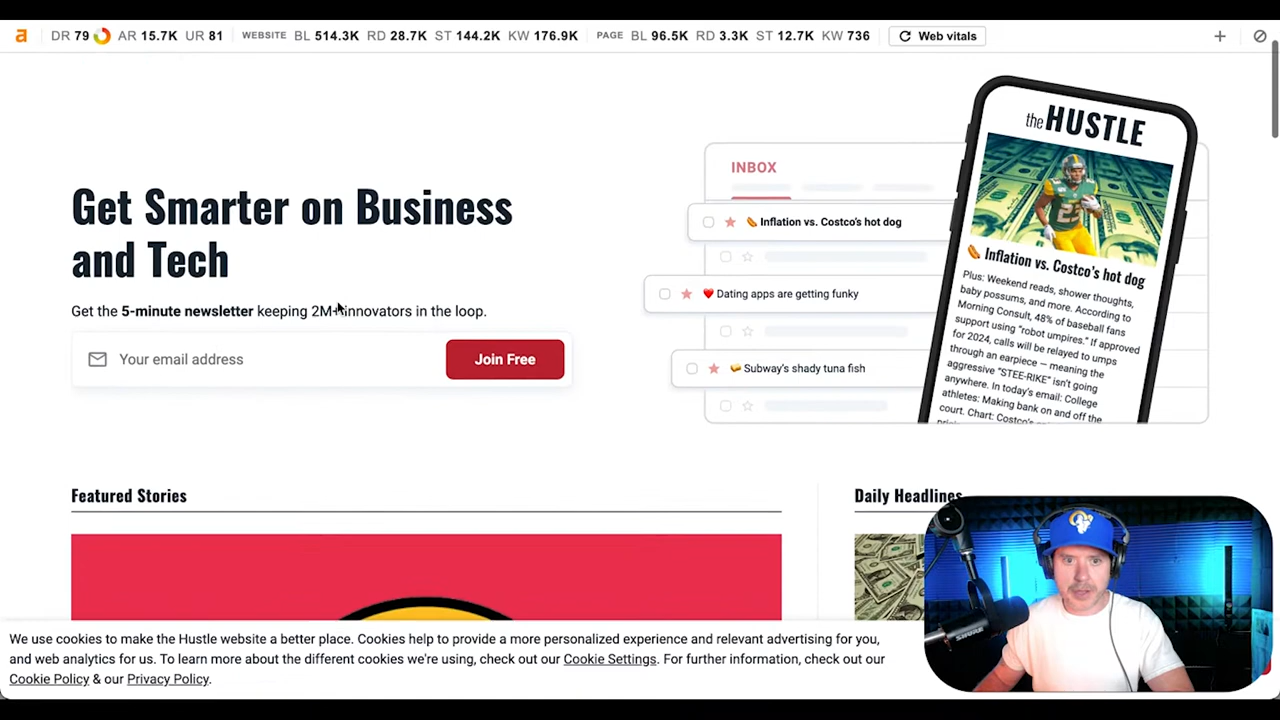 a DR 79 AR 15.7K UR 81 WEBSITE BL 514.3K RD 28.7K ST 144.2K KW 176.9K PAGE BL 96.5K RD 3.3K ST 12.7K KW 736 Web vitals
Get Smarter on Business
and Tech
Get the 5-minute newsletter keeping 2M+ innovators in the loop.
Your email address
Join Free
INBOX
🌭 Inflation vs. Costco's hot dog
❤️ Dating apps are getting funky
Subway's shady tuna fish
the HUSTLE
23
🌭 Inflation vs. Costco's hot dog
Plus: Weekend reads, shower thoughts,
baby possums, and more. According to
Morning Consult, 48% of baseball fans
support using "robot umpires." If approved
for 2024, calls will be relayed to umps
through an earpiece — meaning the
aggressive "STEE-RIKE" isn't going
anywhere. In today's email: College
athletes: Making bank on and off the
court. Chart: Costco's
Featured Stories
Daily Headlines
We use cookies to make the Hustle website a better place. Cookies help to provide a more personalized experience and relevant advertising for you,
and web analytics for us. To learn more about the different cookies we're using, check out our Cookie Settings. For further information, check out our
Cookie Policy & our Privacy Policy.
SHURE